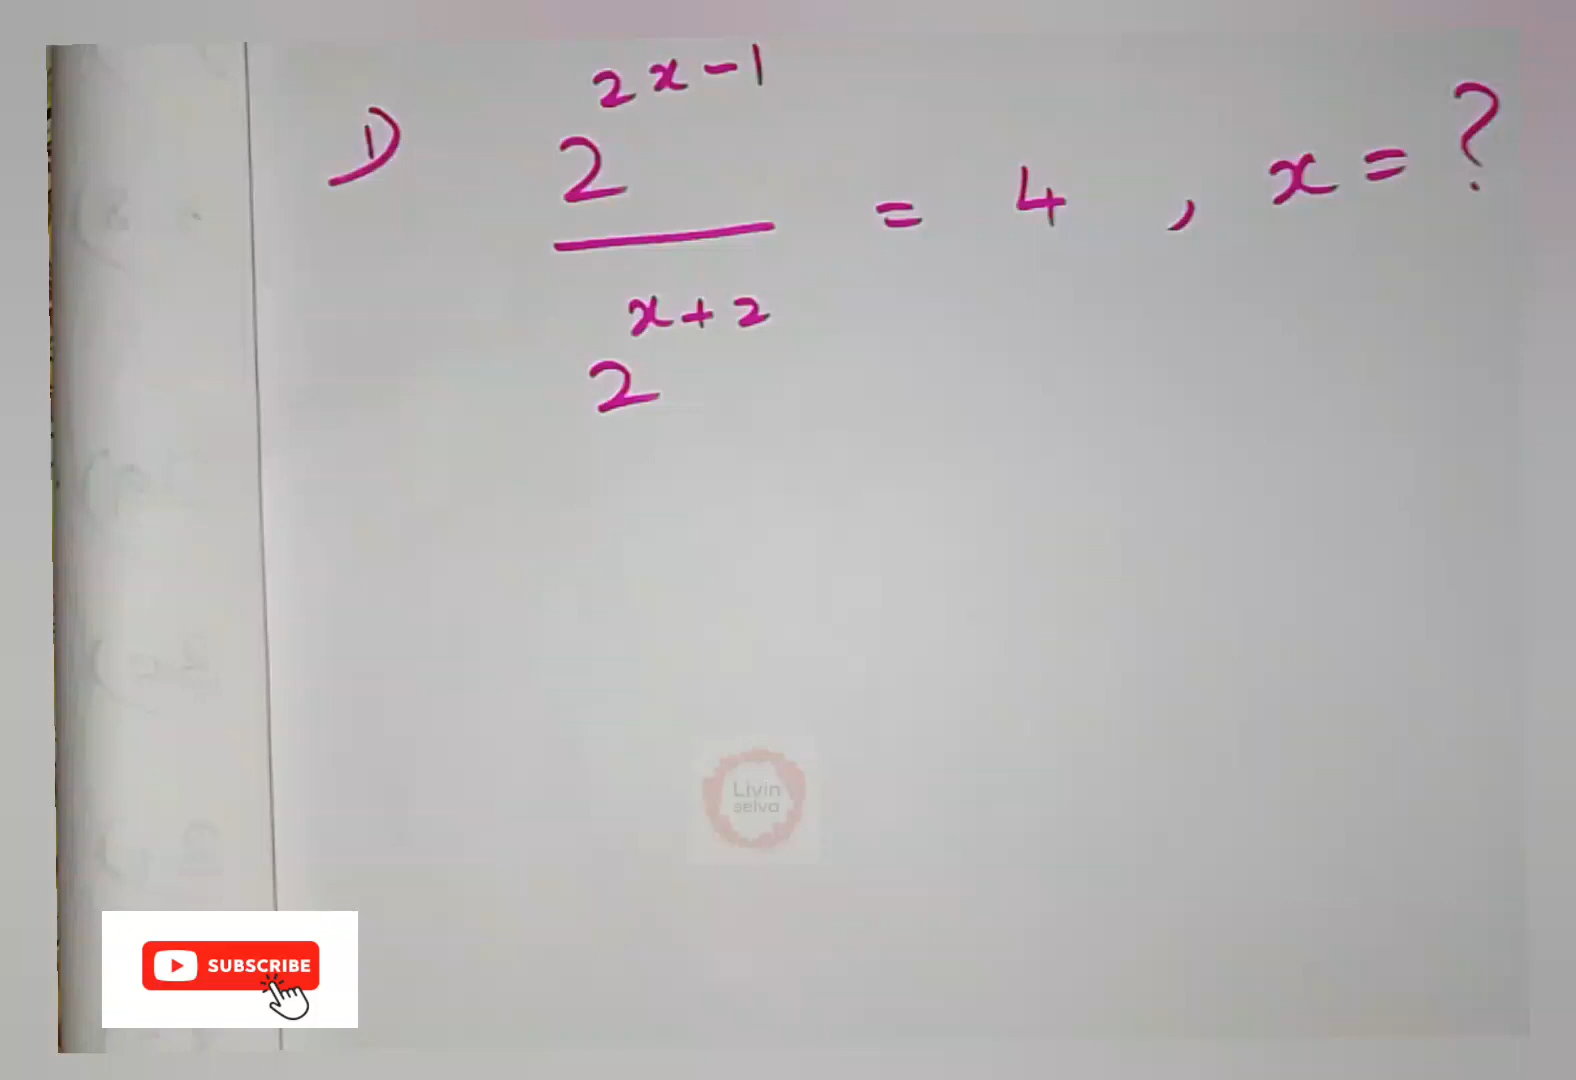 1) 2^{2x-1} / 2^{x+2} = 4 , x = ?
Livin
selva
SUBSCRIBE